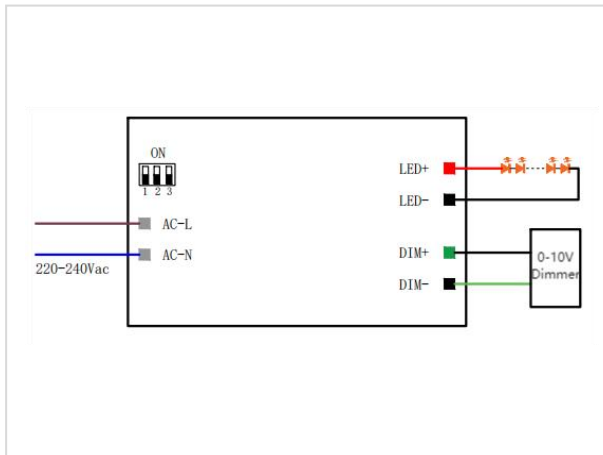 ON
1 2 3
AC-L
AC-N
220-240Vac
LED+
LED-
DIM+
DIM-
0-10V
Dimmer